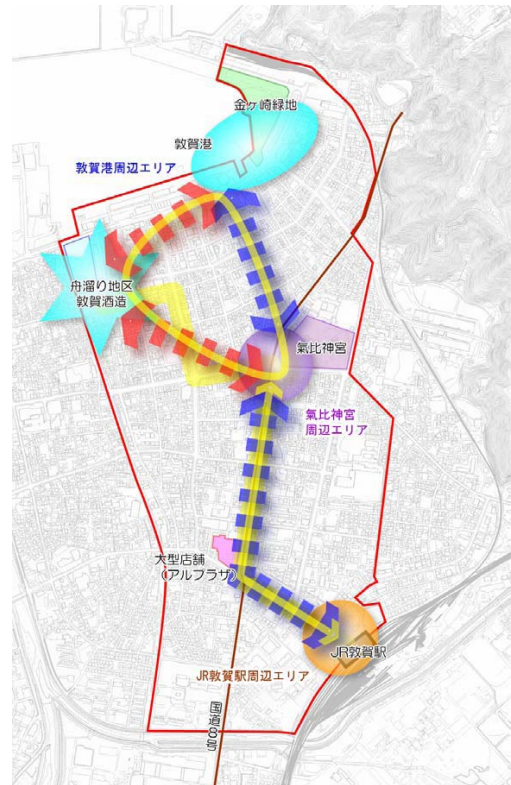 金ヶ崎緑地
敦賀港
敦賀港周辺エリア
舟溜り地区
敦賀酒造
氣比神宮
氣比神宮
周辺エリア
大型店舗
（アルプラザ）
JR敦賀駅
JR敦賀駅周辺エリア
国道8号